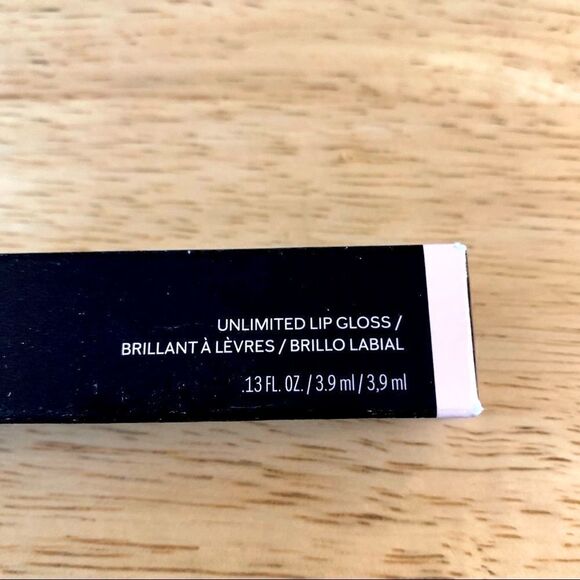 UNLIMITED LIP GLOSS /
BRILLANT À LÈVRES / BRILLO LABIAL
.13 FL. OZ. / 3.9 ml / 3,9 ml